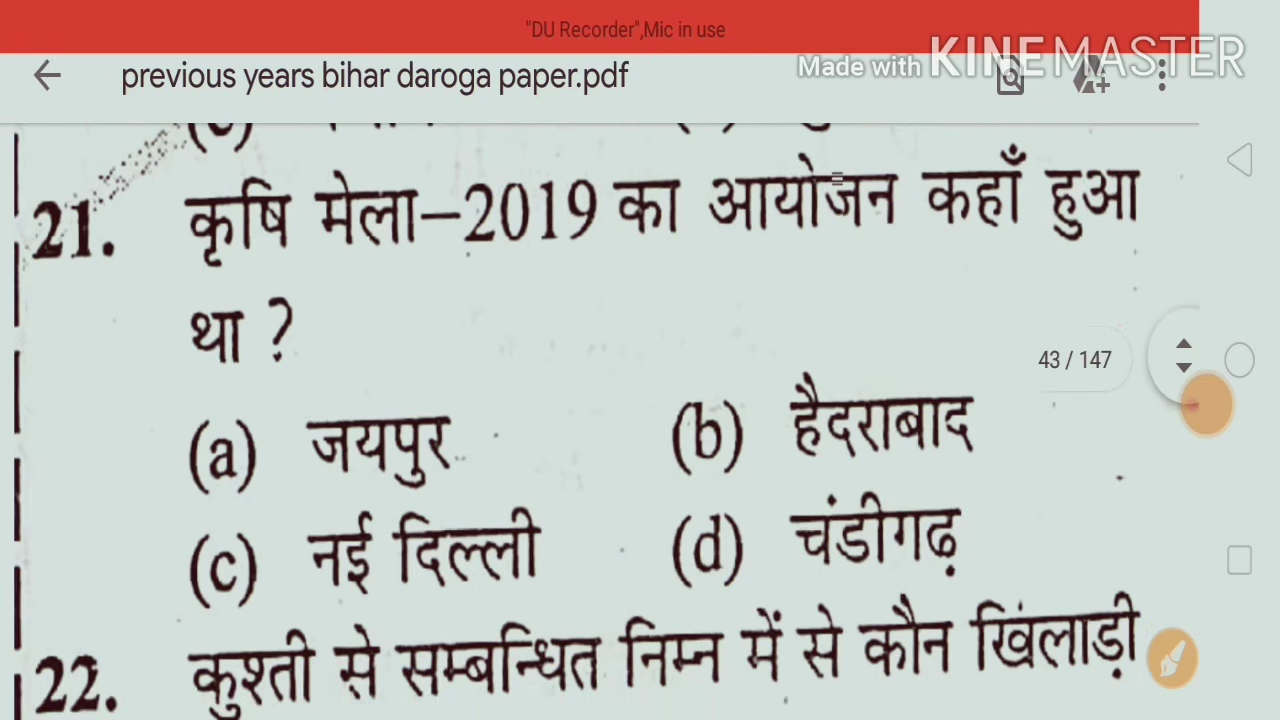 "DU Recorder",Mic in use
previous years bihar daroga paper.pdf
Made with KINEMASTER
21. कृषि मेला–2019 का आयोजन कहाँ हुआ
था ?
43 / 147
(a) जयपुर (b) हैदराबाद
(c) नई दिल्ली (d) चंडीगढ़
22. कुश्ती से सम्बन्धित निम्न में से कौन खिलाड़ी